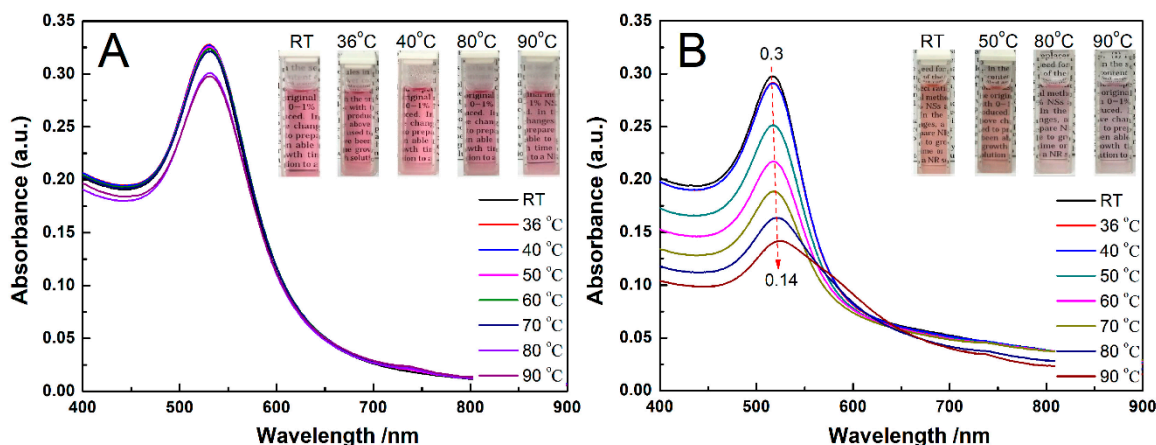 A
RT 36°C 40°C 80°C 90°C
0.35
0.30
0.25
0.20
0.15
0.10
0.05
0.00
Absorbance (a.u.)
RT
36 °C
40 °C
50 °C
60 °C
70 °C
80 °C
90 °C
400 500 600 700 800 900
Wavelength /nm
B
RT 50°C 80°C 90°C
0.3
0.14
0.35
0.30
0.25
0.20
0.15
0.10
0.05
0.00
Absorbance (a.u.)
RT
36 °C
40 °C
50 °C
60 °C
70 °C
80 °C
90 °C
400 500 600 700 800 900
Wavelength /nm